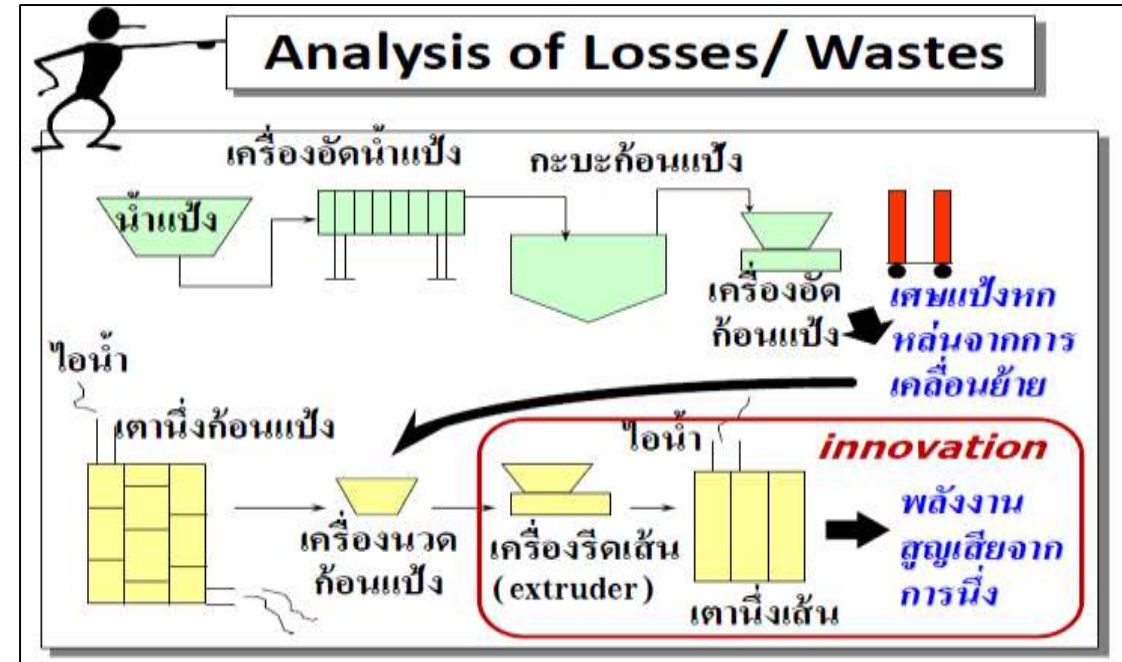 Analysis of Losses/ Wastes
เครื่องอัดน้ำแป้ง
กะบะก้อนแป้ง
น้ำแป้ง
เครื่องอัด
ก้อนแป้ง
เศษแป้งหก
หล่นจากการ
เคลื่อนย้าย
ไอน้ำ
เตานึ่งก้อนแป้ง
ไอน้ำ
innovation
เครื่องนวด
ก้อนแป้ง
เครื่องรีดเส้น
(extruder)
เตานึ่งเส้น
พลังงาน
สูญเสียจาก
การนึ่ง